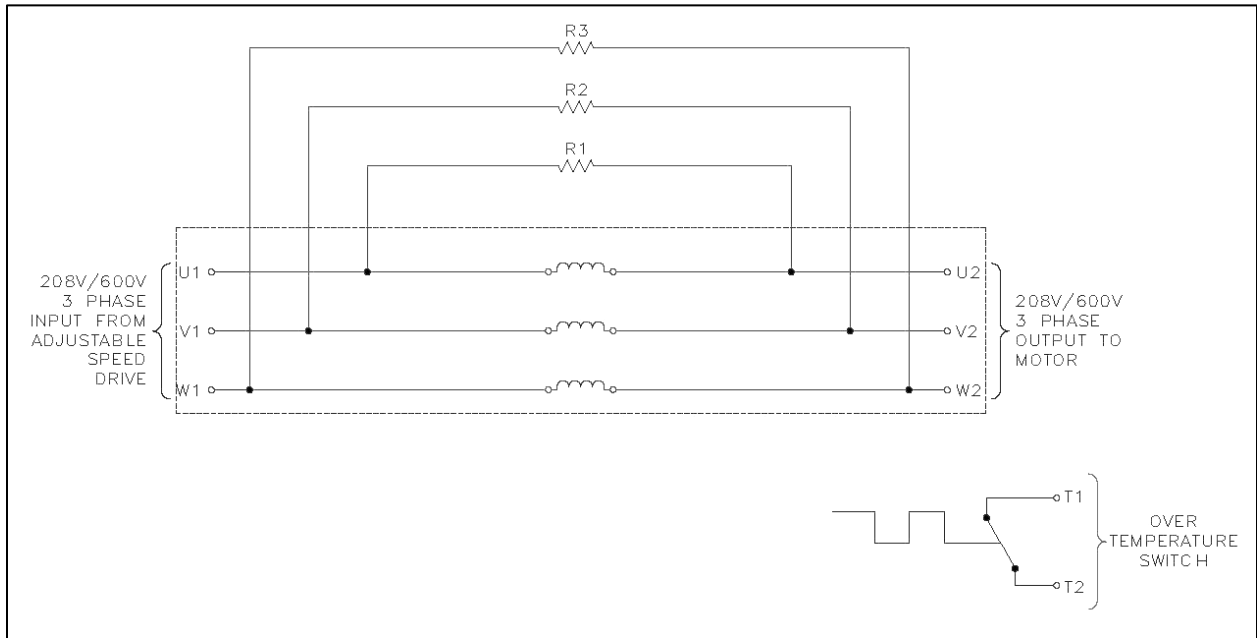 R3
R2
R1
208V/600V
3 PHASE
INPUT FROM
ADJUSTABLE
SPEED
DRIVE
U1
V1
W1
U2
V2
W2
208V/600V
3 PHASE
OUTPUT TO
MOTOR
T1
T2
OVER
TEMPERATURE
SWITCH